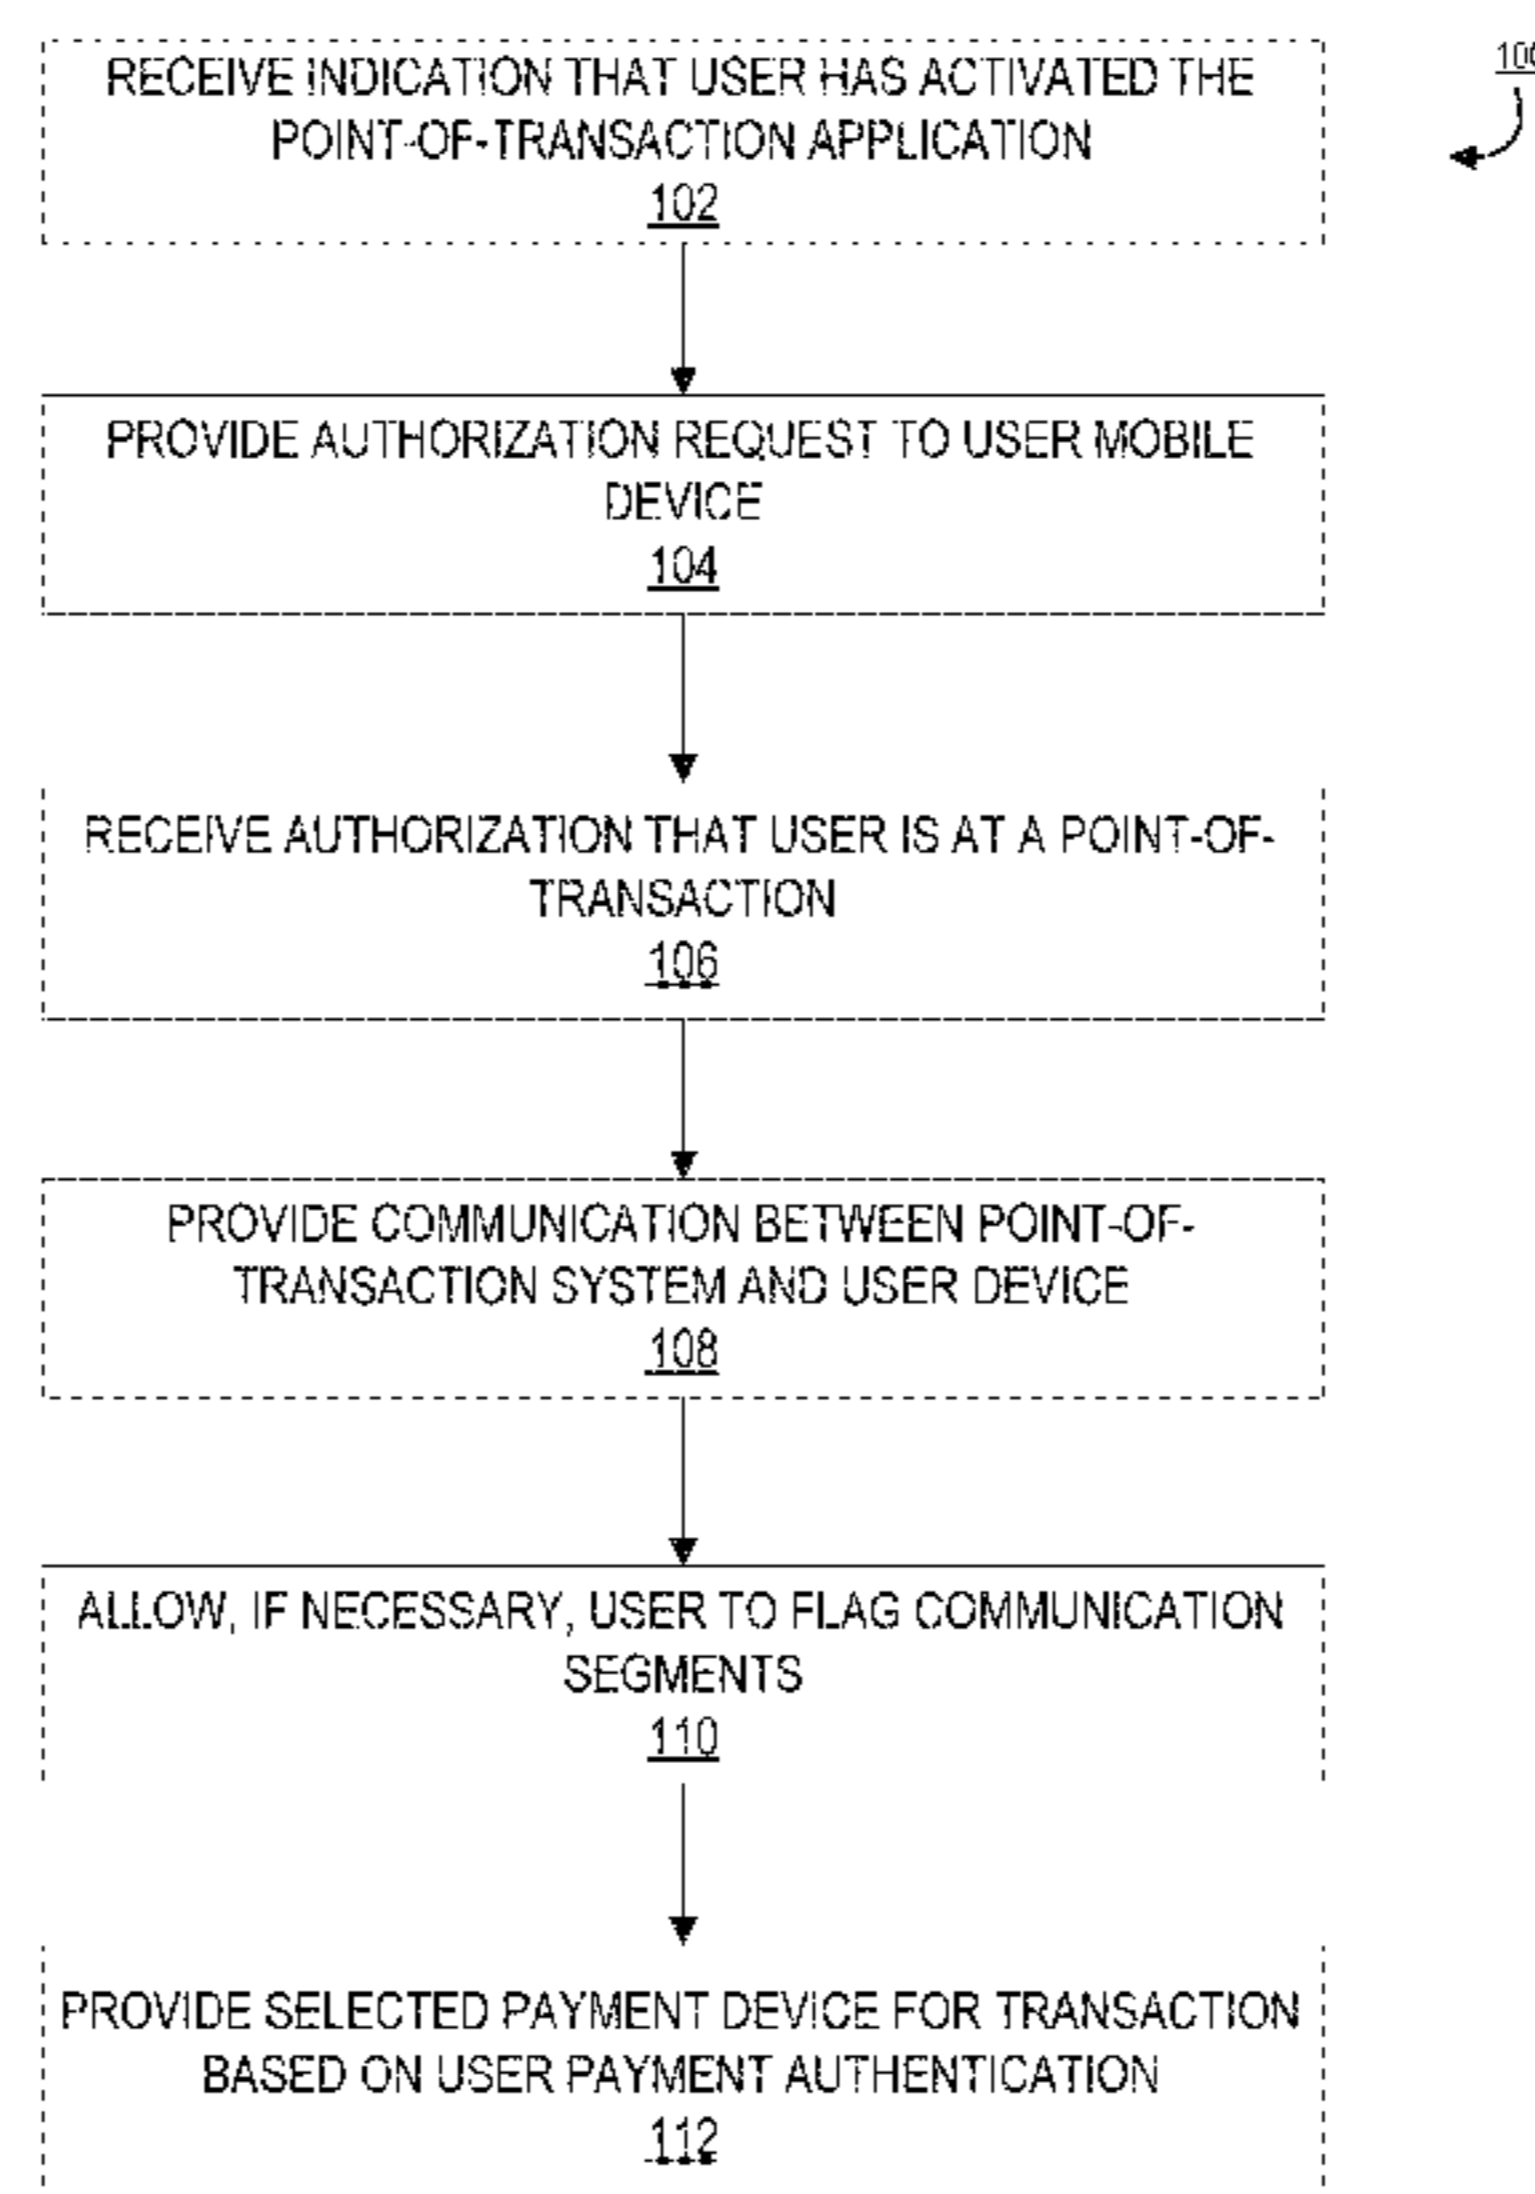 RECEIVE INDICATION THAT USER HAS ACTIVATED THE
POINT-OF-TRANSACTION APPLICATION
102
PROVIDE AUTHORIZATION REQUEST TO USER MOBILE
DEVICE
104
RECEIVE AUTHORIZATION THAT USER IS AT A POINT-OF-
TRANSACTION
106
PROVIDE COMMUNICATION BETWEEN POINT-OF-
TRANSACTION SYSTEM AND USER DEVICE
108
ALLOW, IF NECESSARY, USER TO FLAG COMMUNICATION
SEGMENTS
110
PROVIDE SELECTED PAYMENT DEVICE FOR TRANSACTION
BASED ON USER PAYMENT AUTHENTICATION
112
100